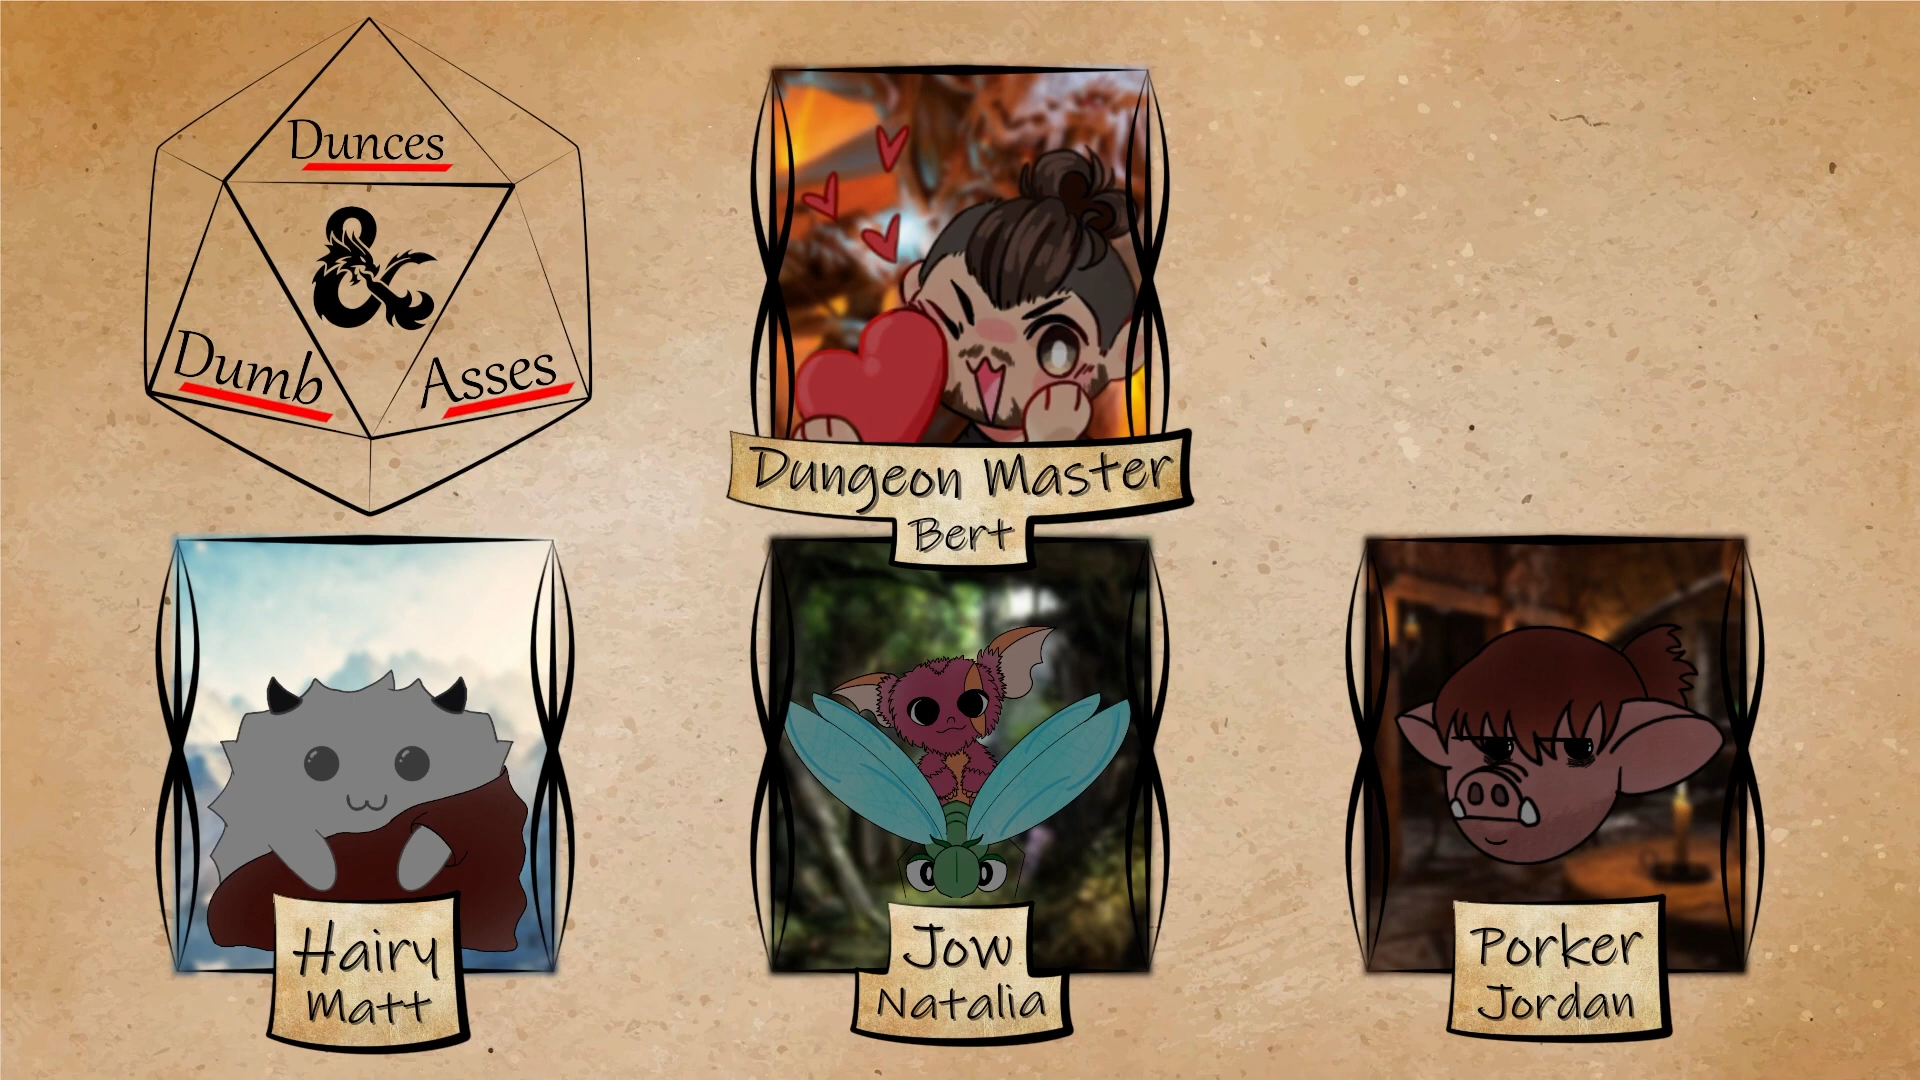 Dunces
&
Dumb Asses
Dungeon Master
Bert
Hairy
Matt
Jow
Natalia
Porker
Jordan